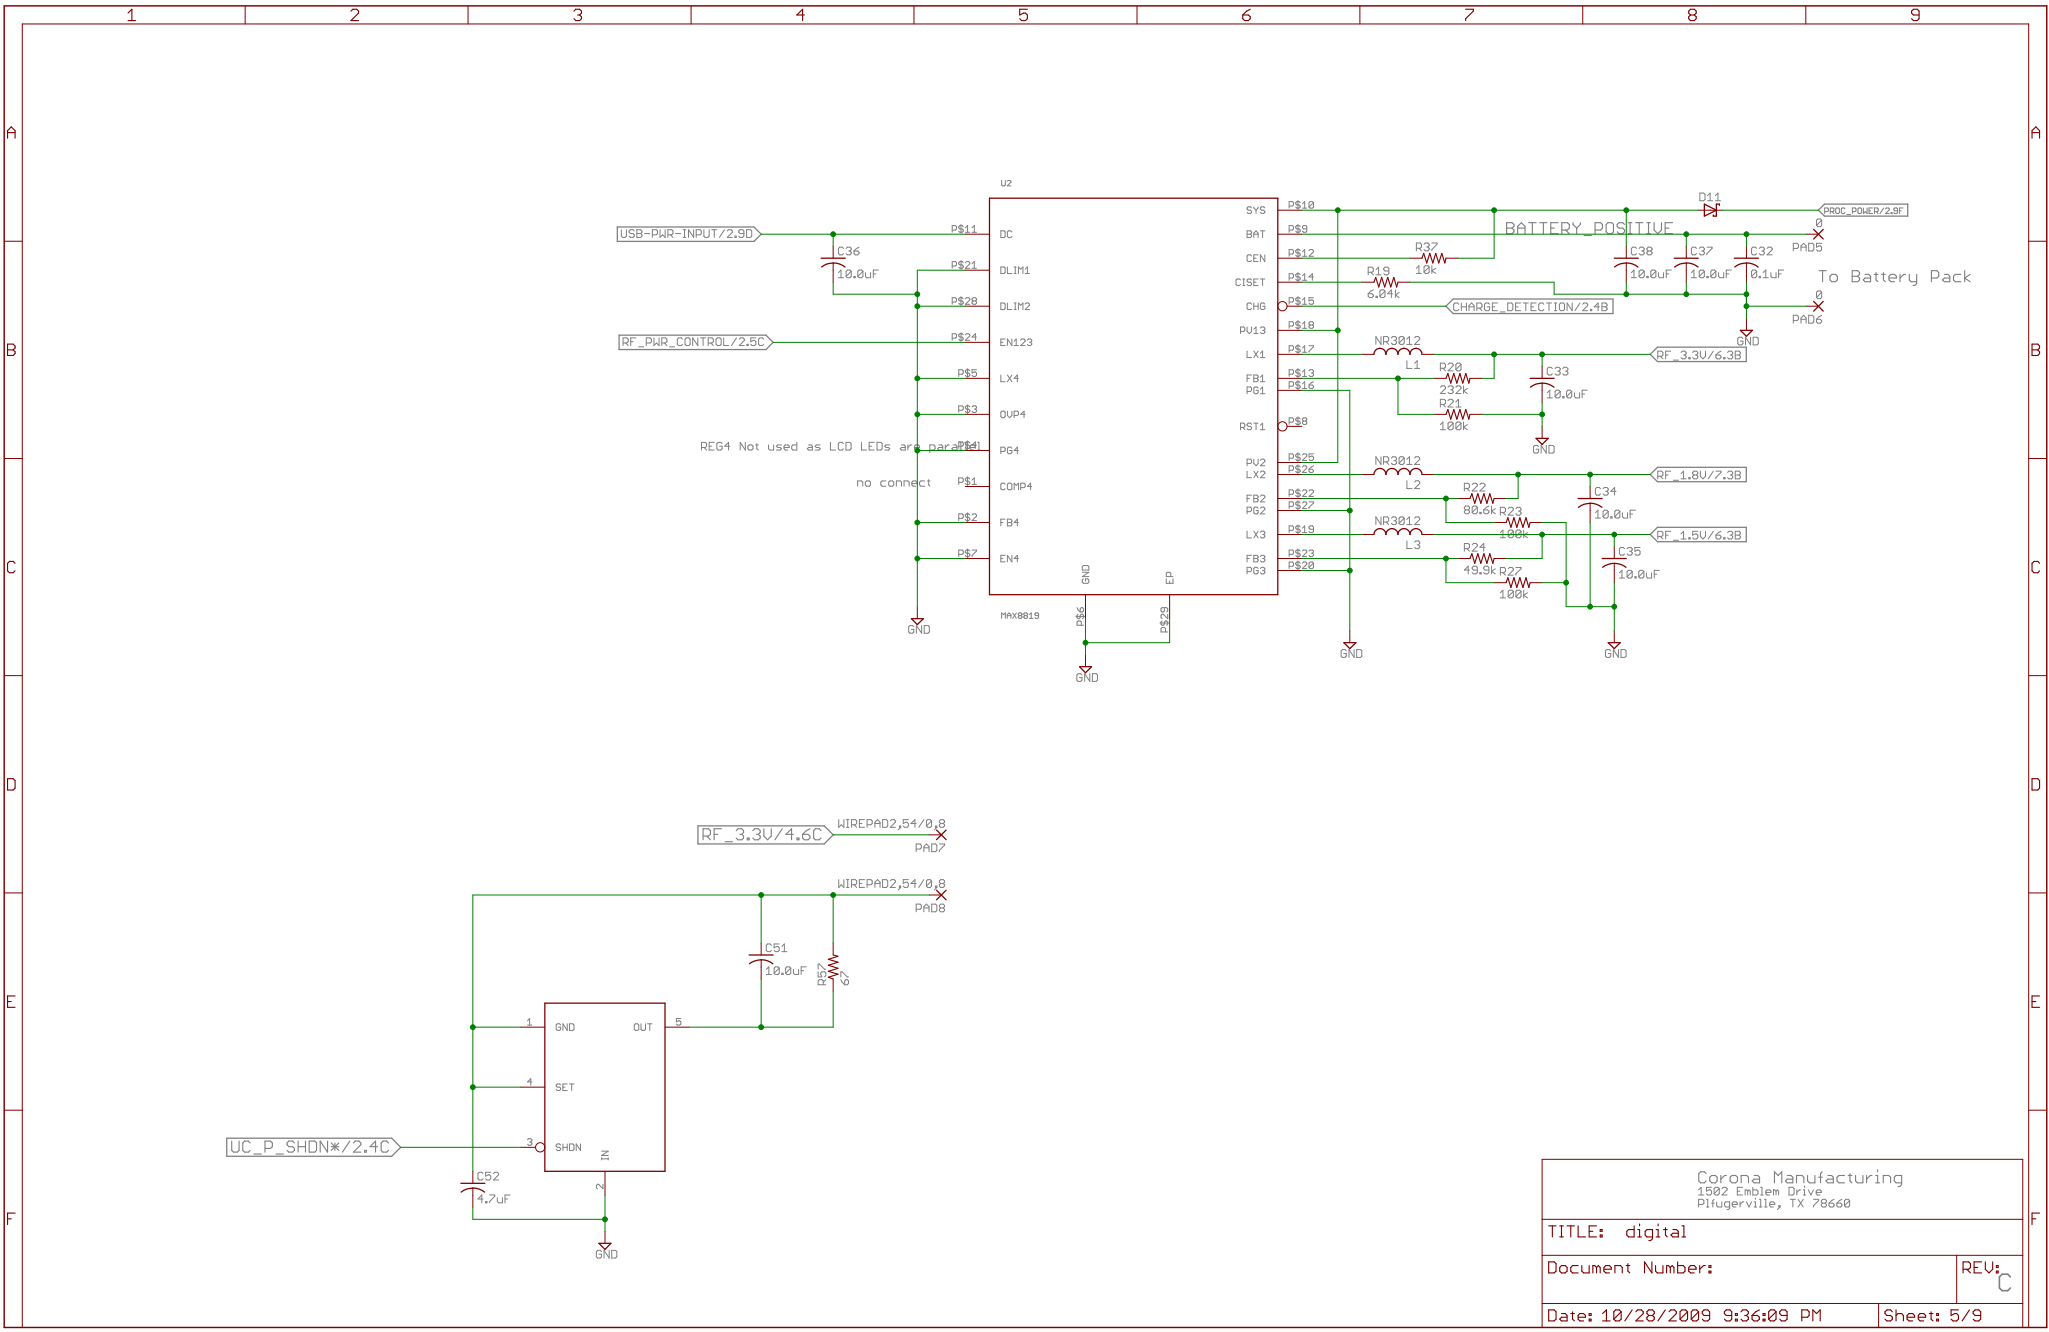 1 2 3 4 5 6 7 8 9
A A
B B
C C
D D
E E
F F
U2
MAX8819
USB-PWR-INPUT/2.9D
C36
10.0uF
RF_PWR_CONTROL/2.5C
REG4 Not used as LCD LEDs are parallel
no connect
P$11 DC
P$21 DLIM1
P$28 DLIM2
P$24 EN123
P$5 LX4
P$3 OVP4
P$4 PG4
P$1 COMP4
P$2 FB4
P$7 EN4
GND
GND P$6
EP P$29
GND
SYS P$10
BAT P$9
CEN P$12
CISET P$14
CHG P$15
PV13 P$18
LX1 P$17
FB1 P$13
PG1 P$16
RST1 P$8
PV2 P$25
LX2 P$26
FB2 P$22
PG2 P$27
LX3 P$19
FB3 P$23
PG3 P$20
D11
PROC_POWER/2.9F
BATTERY_POSITIVE
0
PAD5
R37
10k
R19
6.04k
C38
10.0uF
C37
10.0uF
C32
0.1uF
To Battery Pack
CHARGE_DETECTION/2.4B
0
PAD6
GND
NR3012
L1
RF_3.3V/6.3B
R20
232k
R21
100k
C33
10.0uF
GND
NR3012
L2
RF_1.8V/7.3B
R22
80.6k
R23
100k
C34
10.0uF
NR3012
L3
RF_1.5V/6.3B
R24
49.9k
R27
100k
C35
10.0uF
GND
GND
RF_3.3V/4.6C
WIREPAD2,54/0,8
PAD7
WIREPAD2,54/0,8
PAD8
C51
10.0uF
R57
67
1 GND
OUT 5
4 SET
UC_P_SHDN*/2.4C
3 SHDN
IN
2
C52
4.7uF
GND
Corona Manufacturing
1502 Emblem Drive
Plfugerville, TX 78660
TITLE: digital
Document Number:
REV:
C
Date: 10/28/2009 9:36:09 PM
Sheet: 5/9